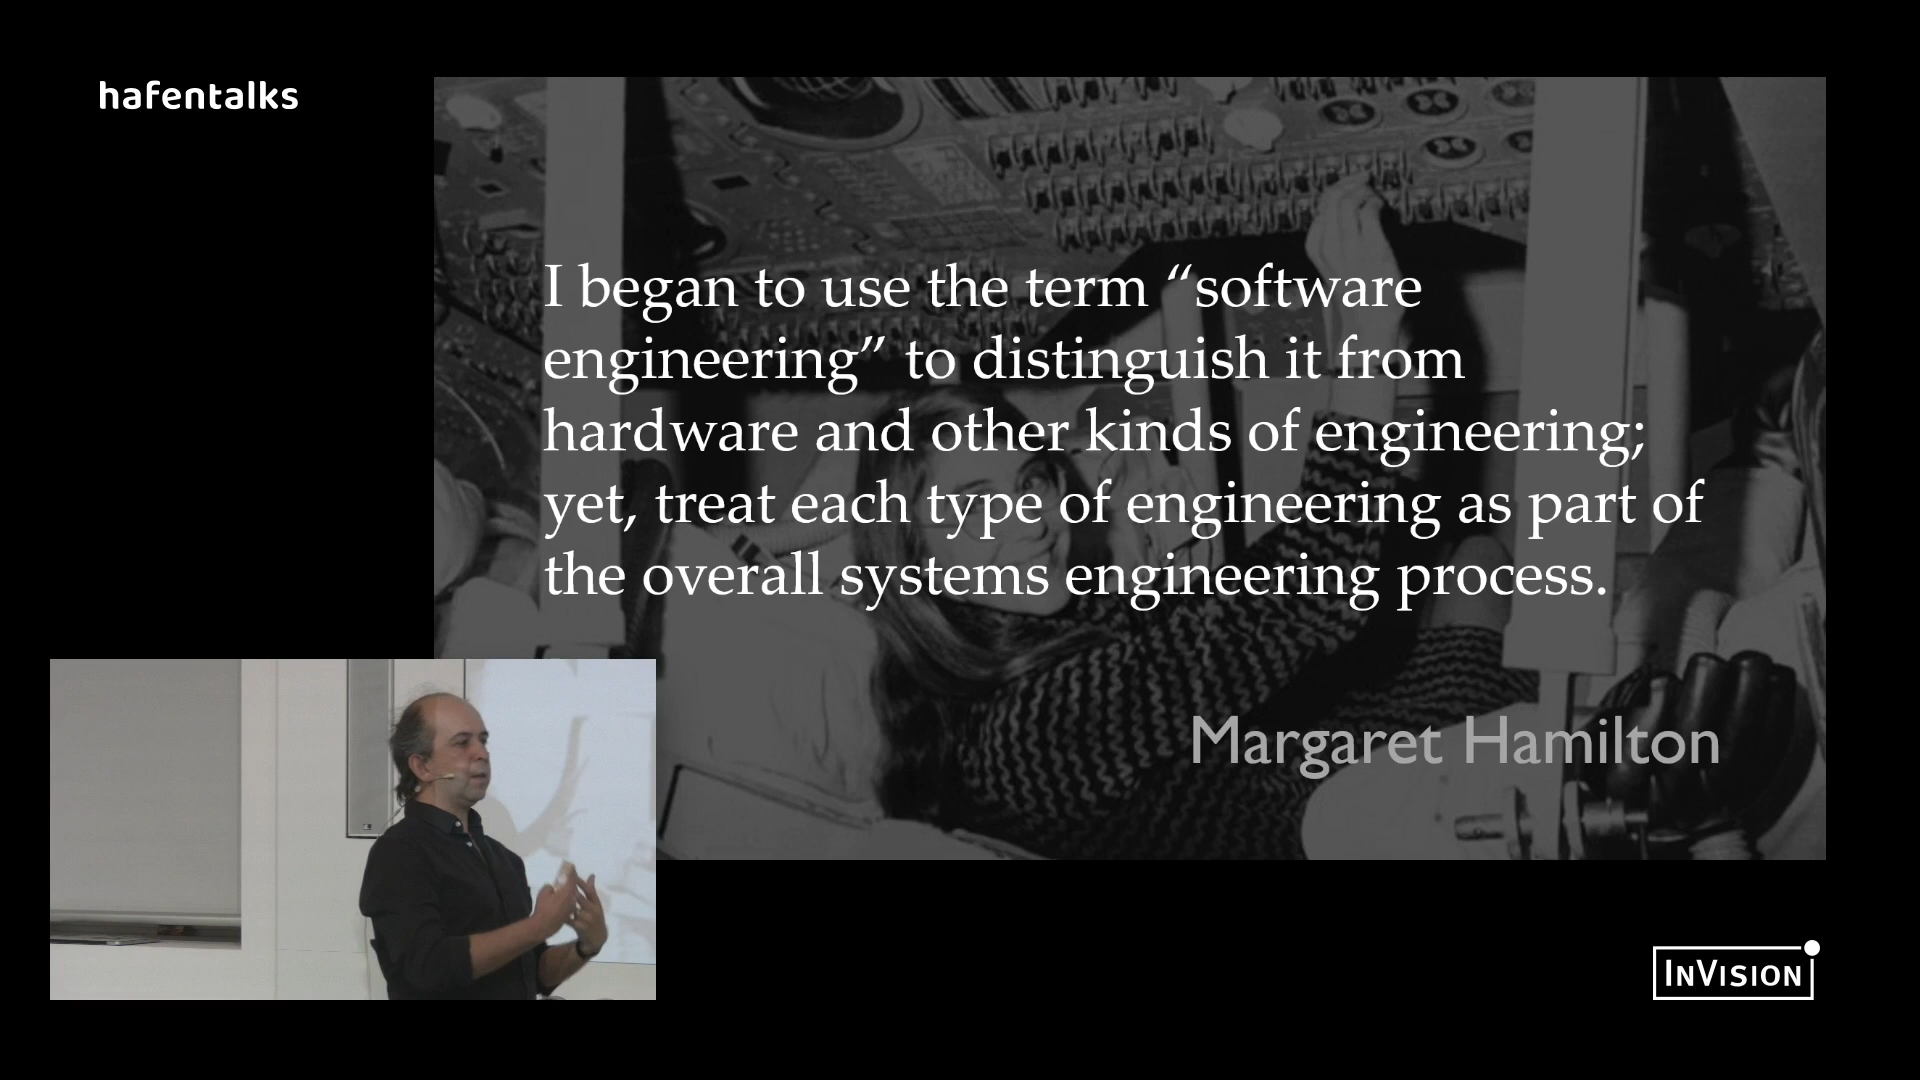 hafentalks
I began to use the term “software
engineering” to distinguish it from
hardware and other kinds of engineering;
yet, treat each type of engineering as part of
the overall systems engineering process.
Margaret Hamilton
INVISION